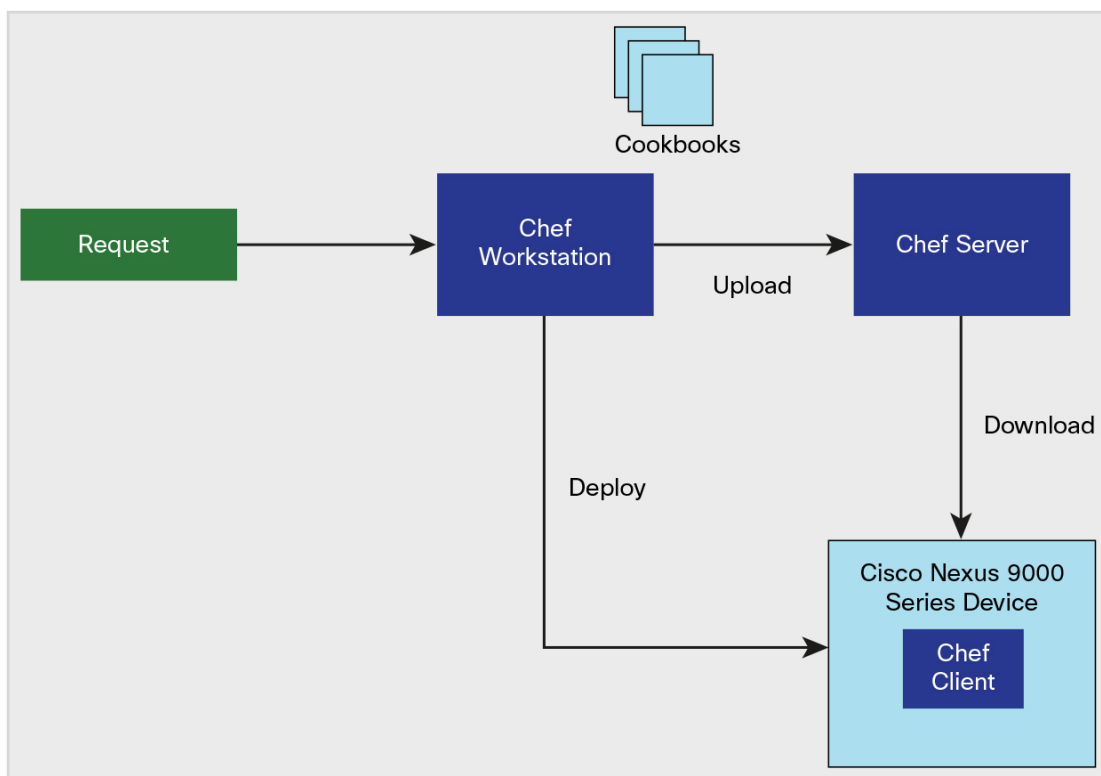 Cookbooks
Request
Chef
Workstation
Upload
Chef Server
Download
Deploy
Cisco Nexus 9000
Series Device
Chef
Client